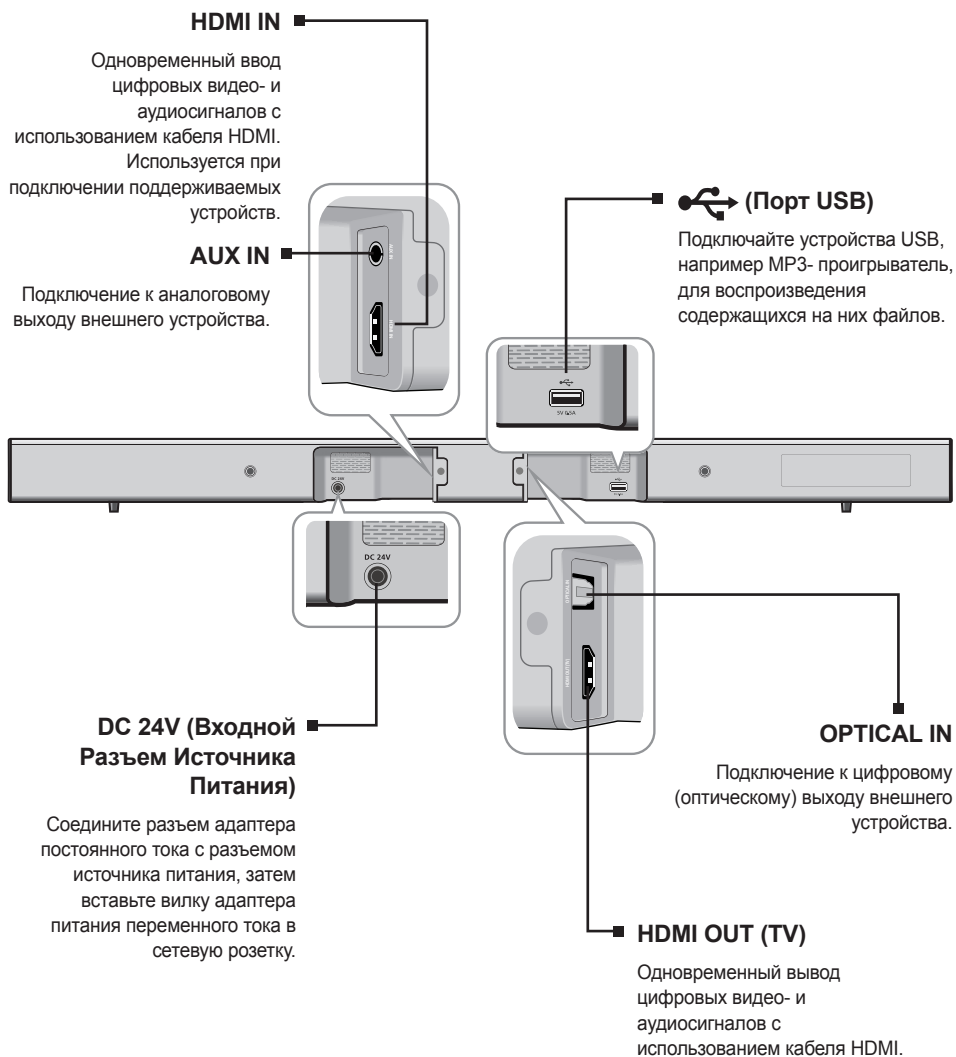 HDMI IN
Одновременный ввод
цифровых видео- и
аудиосигналов с
использованием кабеля HDMI.
Используется при
подключении поддерживаемых
устройств.
AUX IN
Подключение к аналоговому
выходу внешнего устройства.
(Порт USB)
Подключайте устройства USB,
например MP3- проигрыватель,
для воспроизведения
содержащихся на них файлов.
5V 0.5A
DC 24V
DC 24V
DC 24V (Входной
Разъем Источника
Питания)
Соедините разъем адаптера
постоянного тока с разъемом
источника питания, затем
вставьте вилку адаптера
питания переменного тока в
сетевую розетку.
OPTICAL IN
Подключение к цифровому
(оптическому) выходу внешнего
устройства.
HDMI OUT (TV)
Одновременный вывод
цифровых видео- и
аудиосигналов с
использованием кабеля HDMI.